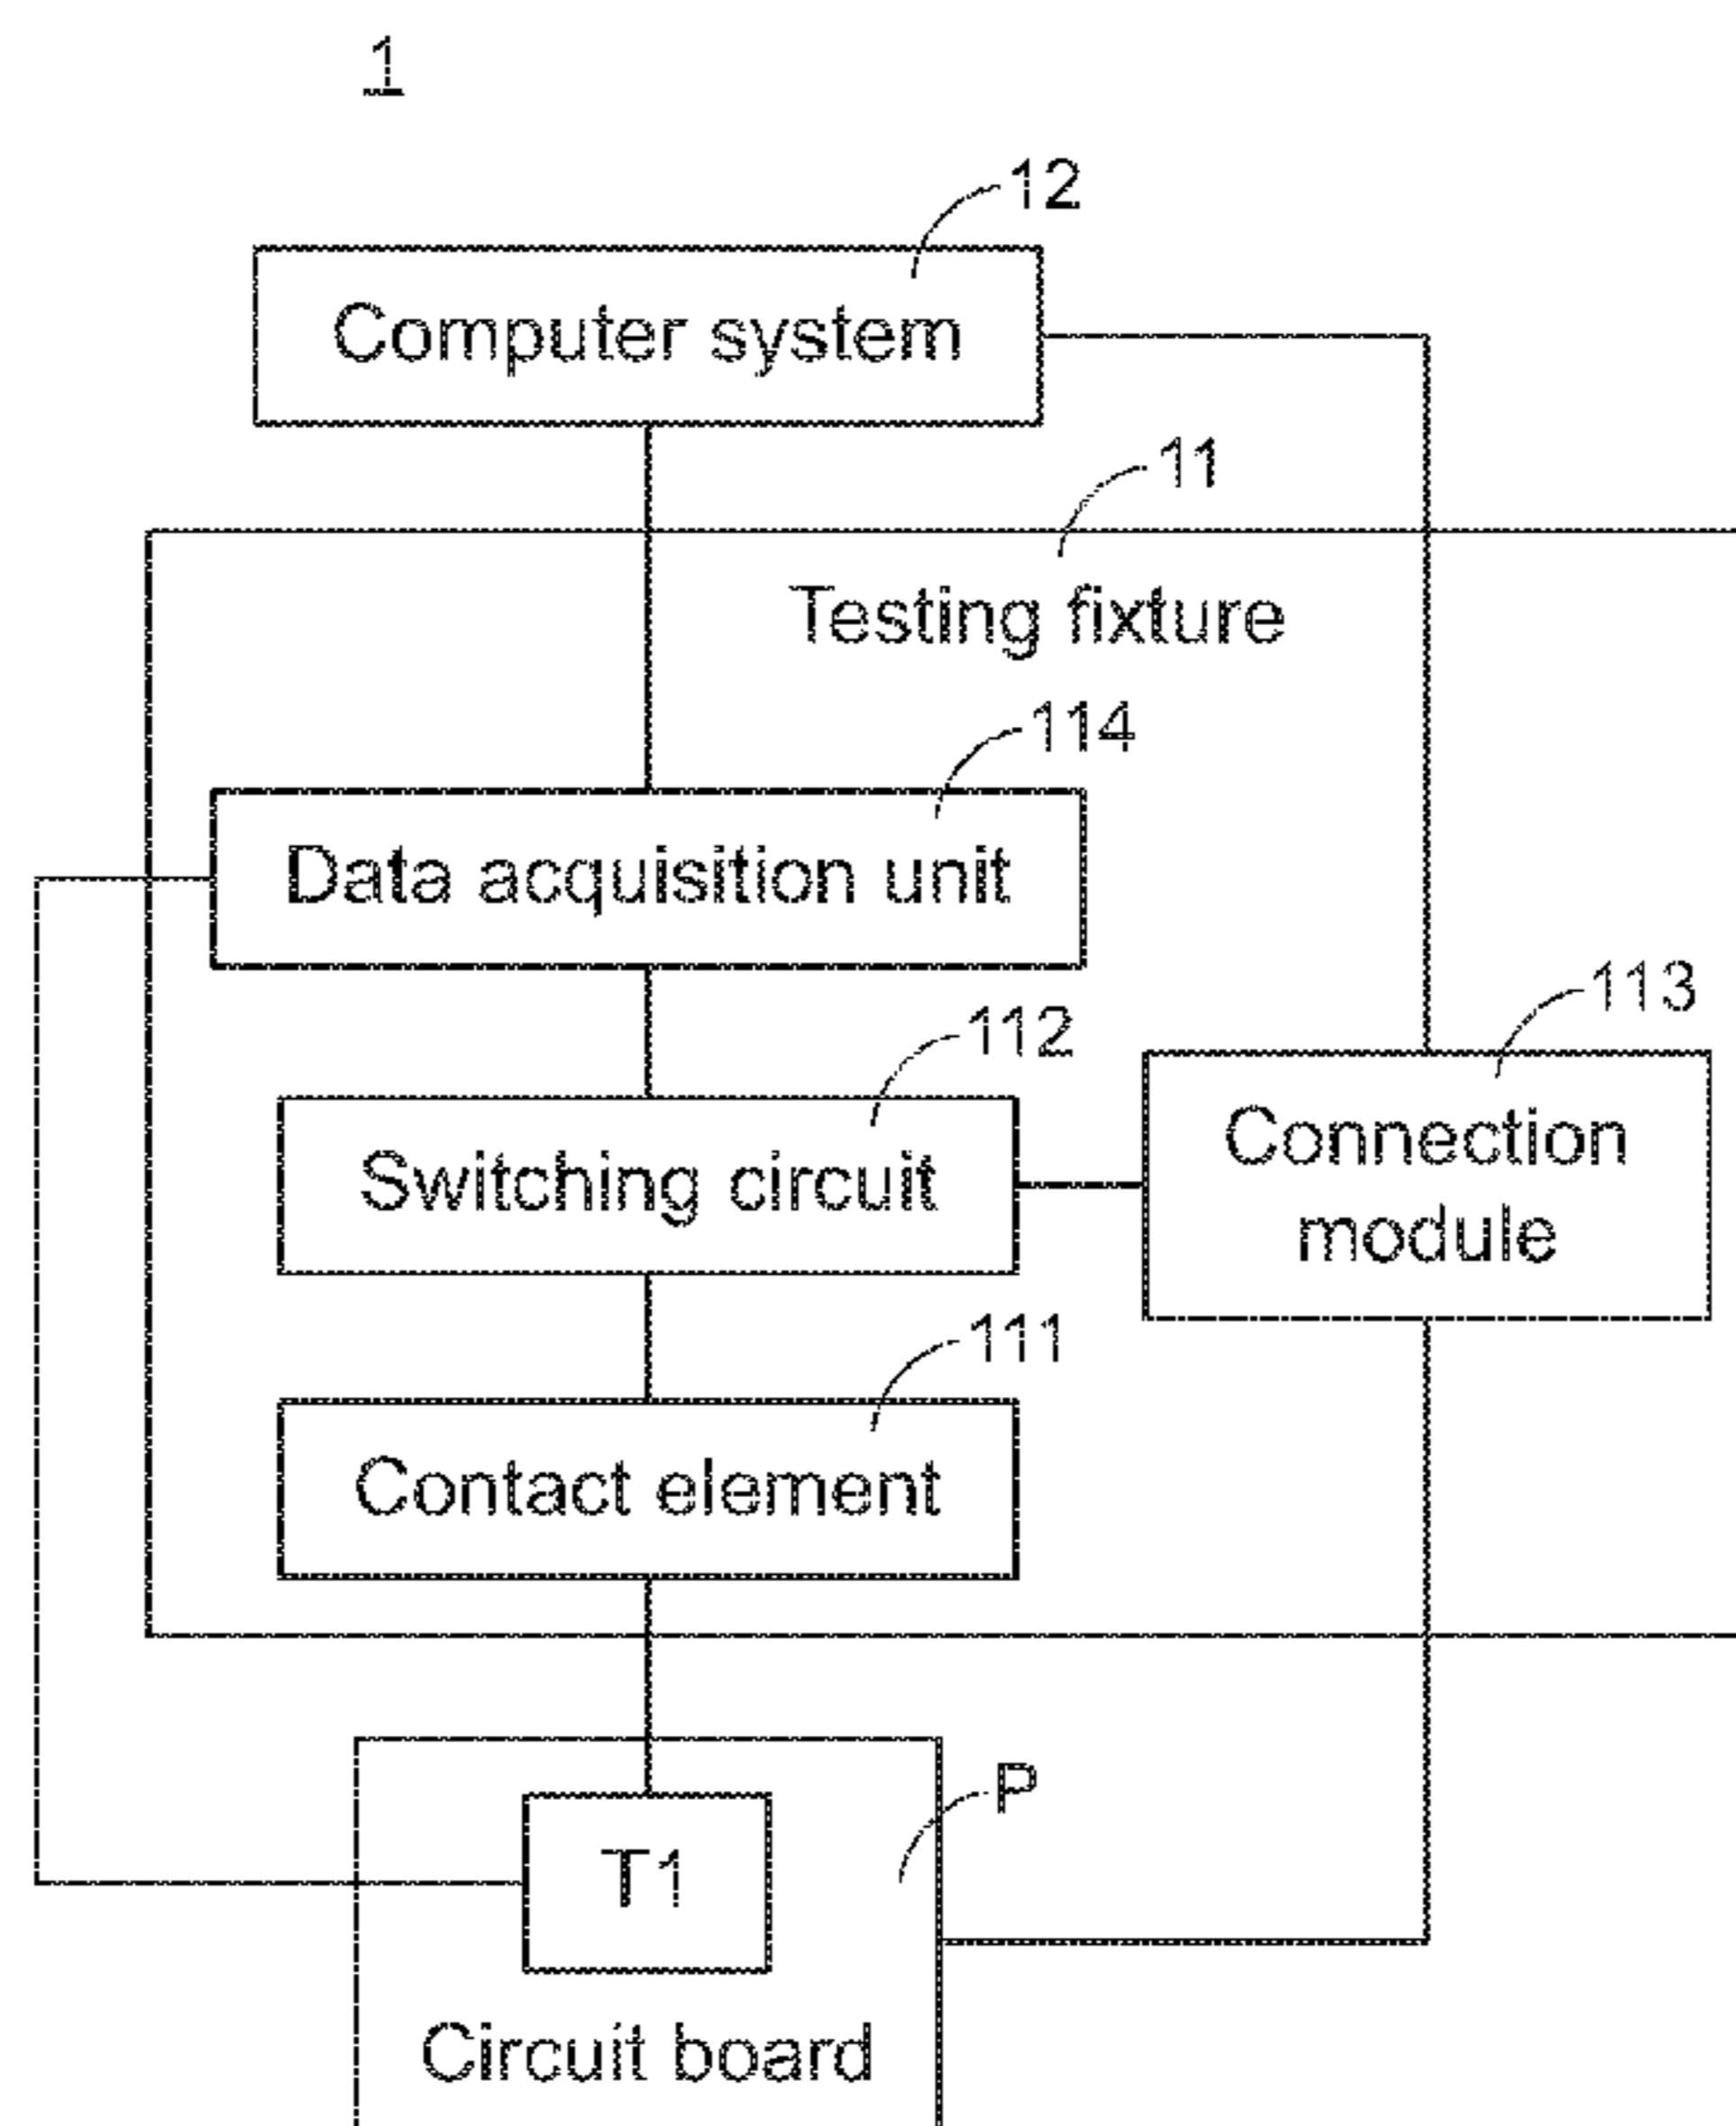 1
12
Computer system
11
Testing fixture
114
Data acquisition unit
113
112
Connection
module
Switching circuit
111
Contact element
P
T1
Circuit board